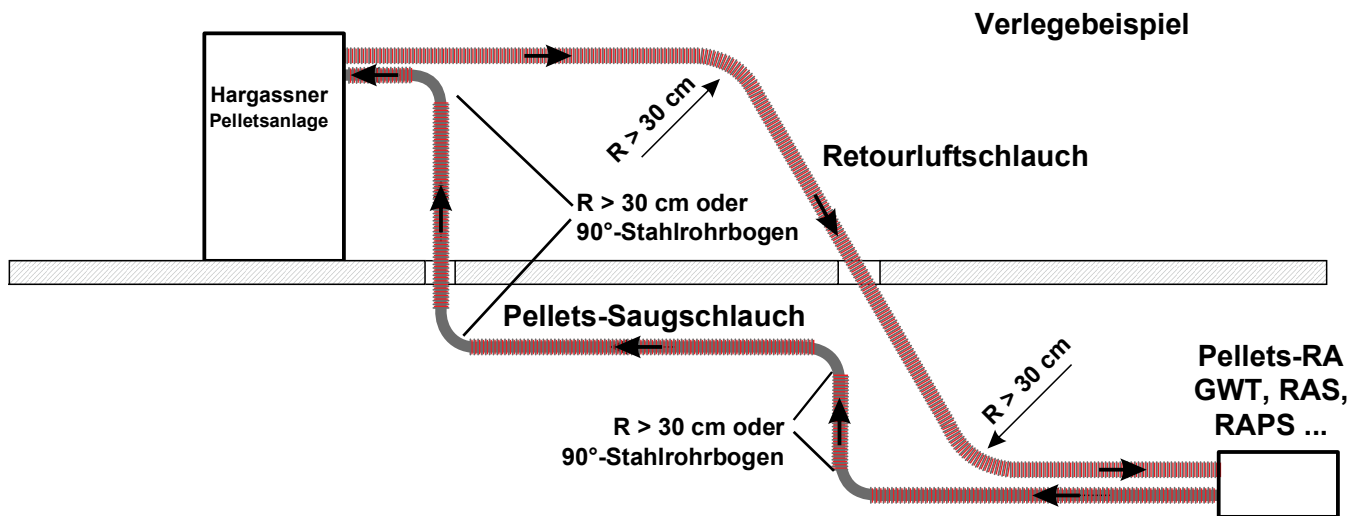 Verlegebeispiel
Hargassner
Pelletsanlage
R > 30 cm
Retourluftschlauch
R > 30 cm oder
90°-Stahlrohrbogen
Pellets-Saugschlauch
R > 30 cm
Pellets-RA
GWT, RAS,
RAPS ...
R > 30 cm oder
90°-Stahlrohrbogen